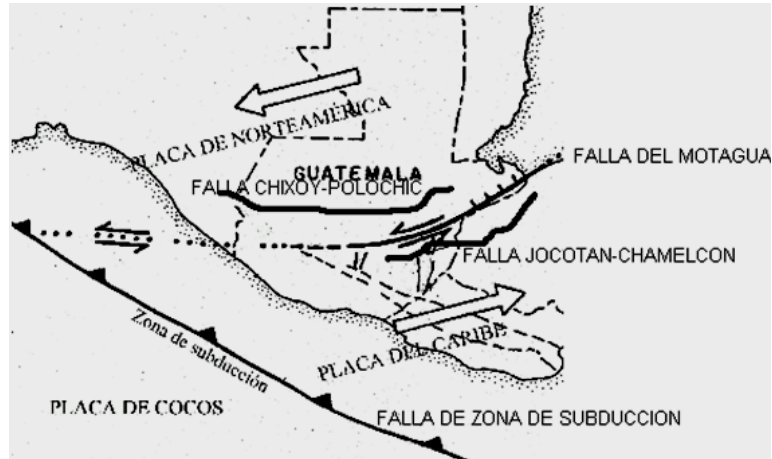 PLACA DE NORTEAMÉRICA
FALLA DEL MOTAGUA
GUATEMALA
FALLA CHIXOY-POLOCHIC
FALLA JOCOTAN-CHAMELCON
Zona de subducción
PLACA DEL CARIBE
PLACA DE COCOS
FALLA DE ZONA DE SUBDUCCION